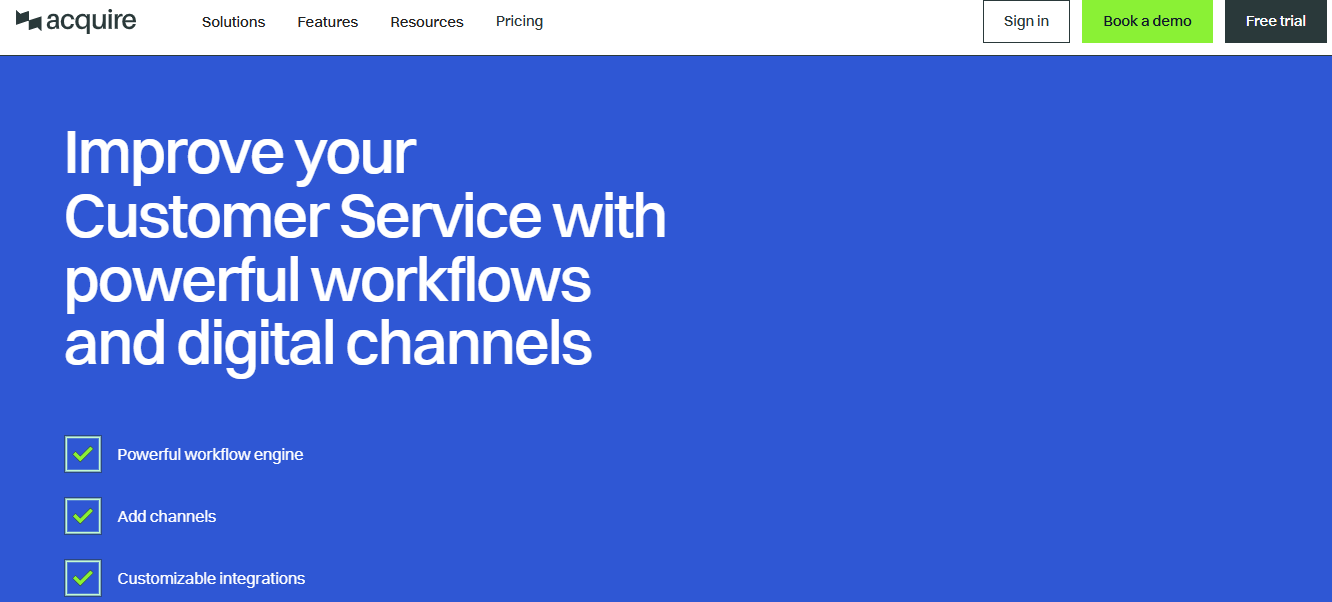 acquire
Solutions
Features
Resources
Pricing
Sign in
Book a demo
Free trial
Improve your
Customer Service with
powerful workflows
and digital channels
Powerful workflow engine
Add channels
Customizable integrations